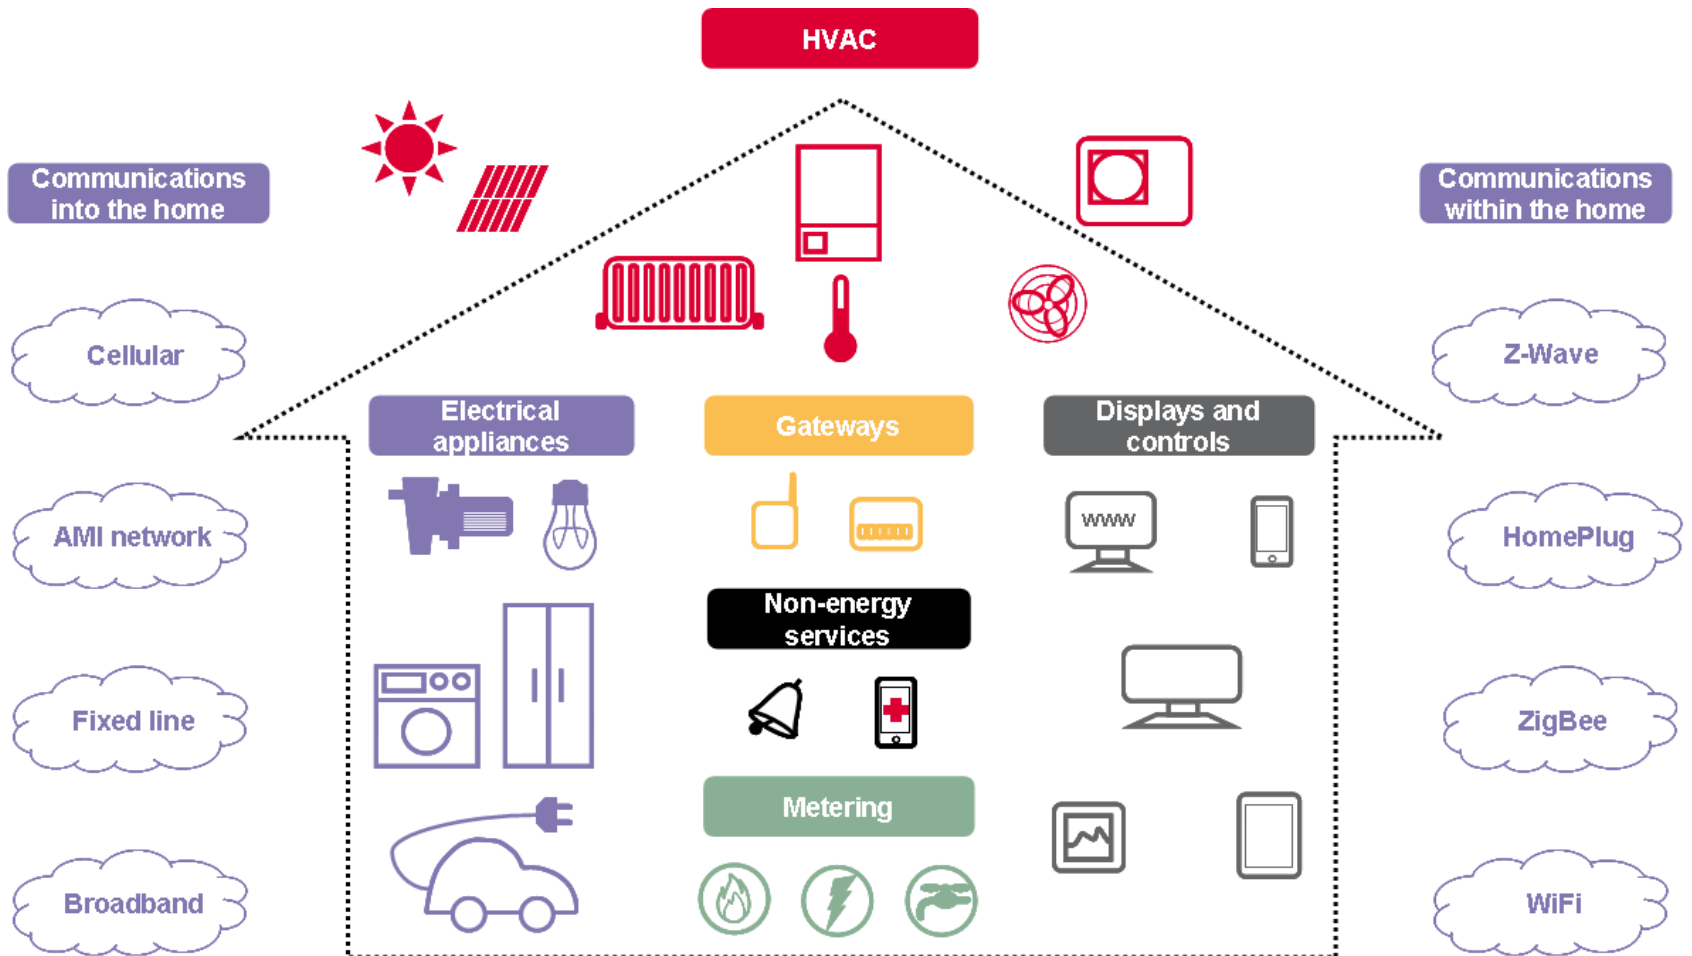 HVAC
Communications
into the home
Communications
within the home
Cellular
Z-Wave
Electrical
appliances
Gateways
Displays and
controls
www
AMI network
HomePlug
Non-energy
services
Fixed line
ZigBee
Metering
Broadband
WiFi